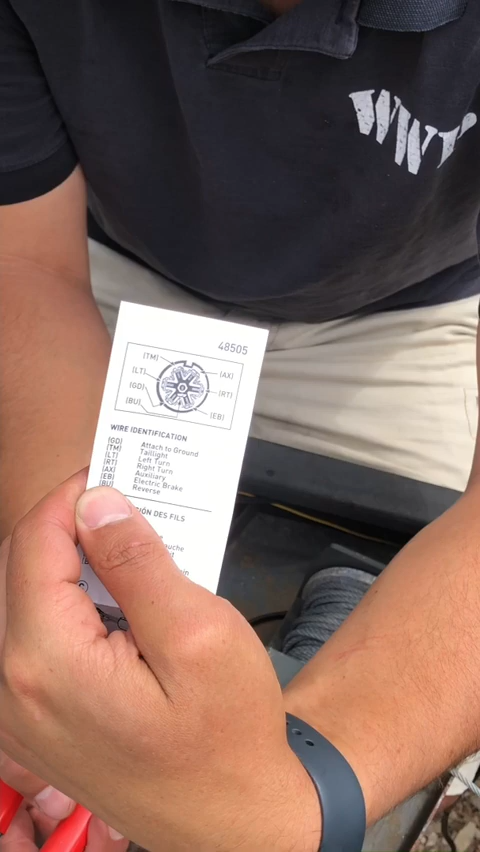 WWT
48505
(TM)
(LT)
(GD)
(BU)
(AX)
(RT)
(EB)
WIRE IDENTIFICATION
(GD) Attach to Ground
(TM) Taillight
(LT) Left Turn
(RT) Right Turn
(AX) Auxiliary
(EB) Electric Brake
(BU) Reverse
DES FILS